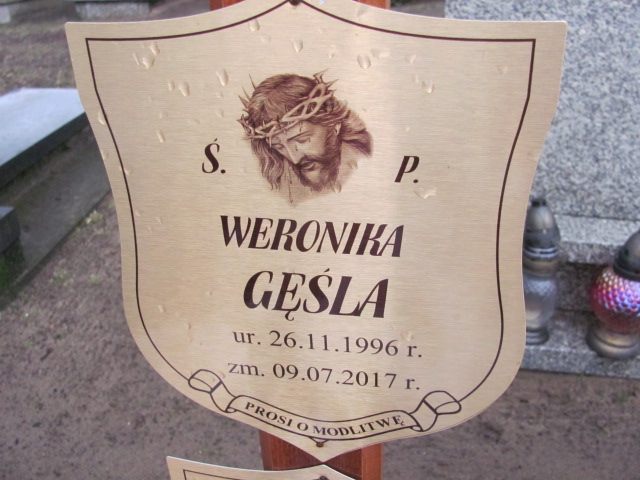 Ś. P.
WERONIKA
GĘŚLA
ur. 26.11.1996 r.
zm. 09.07.2017 r.
PROSI O MODLITWĘ